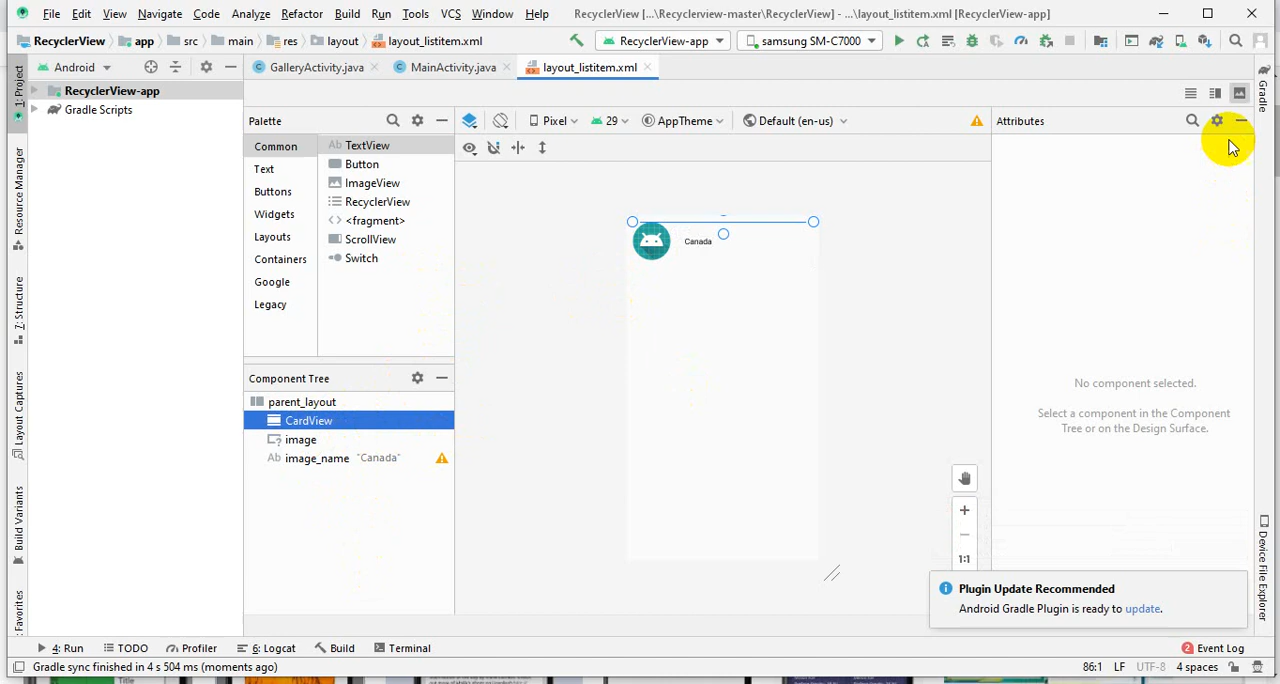 File Edit View Navigate Code Analyze Refactor Build Run Tools VCS Window Help RecyclerView [...\Recyclerview-master\RecyclerView] - ...\layout_listitem.xml [RecyclerView-app]
RecyclerView app src main res layout layout_listitem.xml RecyclerView-app samsung SM-C7000
Android GalleryActivity.java MainActivity.java layout_listitem.xml
1: Project
Resource Manager
7: Structure
Layout Captures
Build Variants
Favorites
RecyclerView-app
Gradle Scripts
Palette
Common
Text
Buttons
Widgets
Layouts
Containers
Google
Legacy
Ab TextView
Button
ImageView
RecyclerView
<> <fragment>
ScrollView
Switch
Component Tree
parent_layout
CardView
image
Ab image_name "Canada"
Pixel 29 AppTheme Default (en-us)
Canada
1:1
Attributes
No component selected.
Select a component in the Component
Tree or on the Design Surface.
Gradle
Device File Explorer
Plugin Update Recommended
Android Gradle Plugin is ready to update.
4: Run TODO Profiler 6: Logcat Build Terminal 2 Event Log
Gradle sync finished in 4 s 504 ms (moments ago) 86:1 LF UTF-8 4 spaces
Title